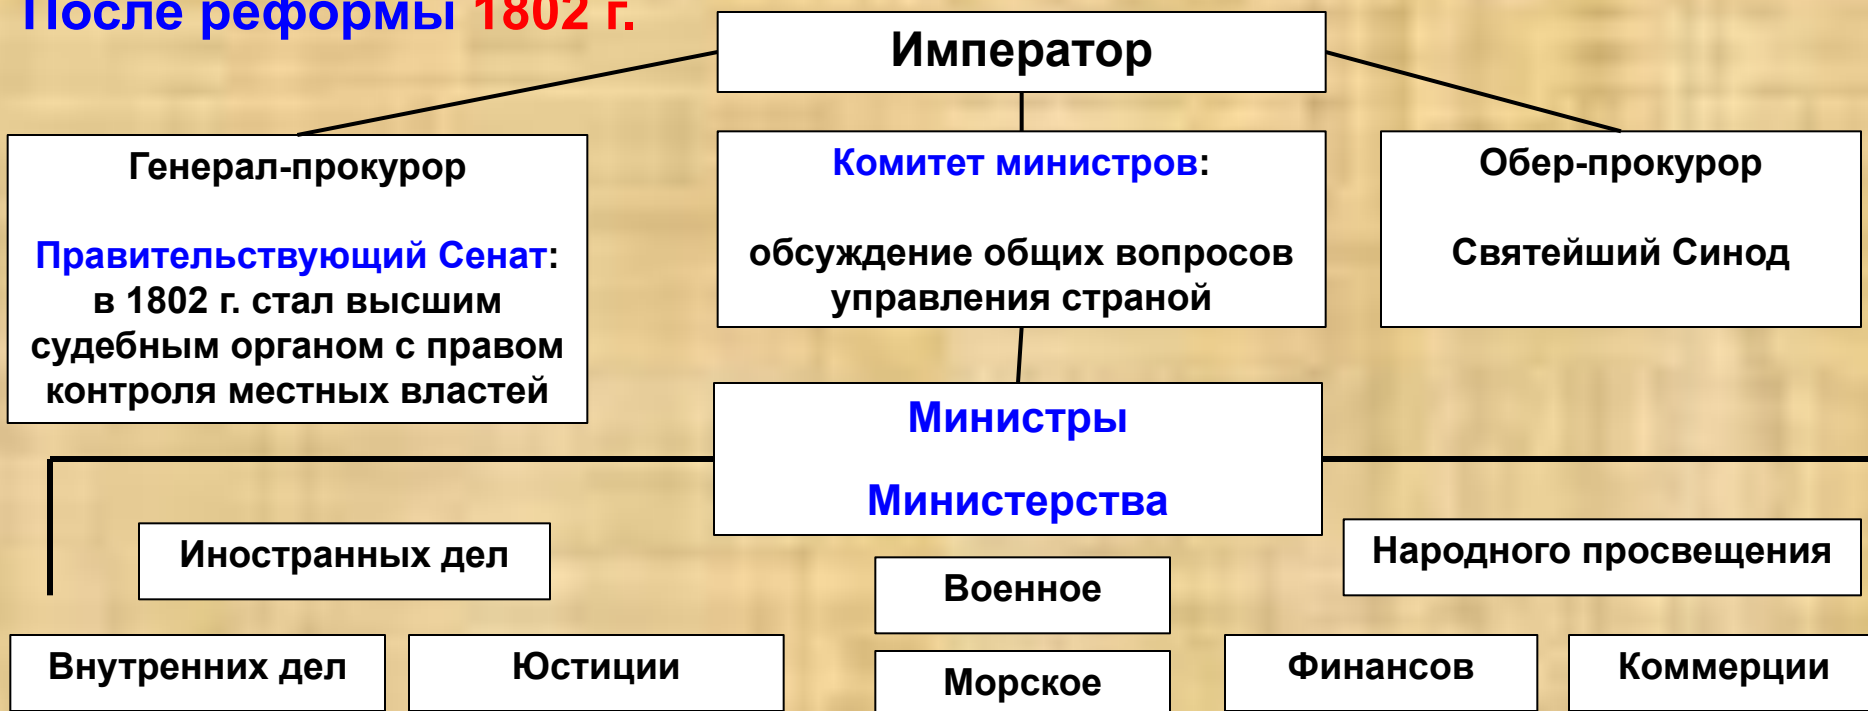 После реформы 1802 г.
Император
Генерал-прокурор
Правительствующий Сенат:
в 1802 г. стал высшим
судебным органом с правом
контроля местных властей
Комитет министров:
обсуждение общих вопросов
управления страной
Обер-прокурор
Святейший Синод
Министры
Министерства
Иностранных дел
Народного просвещения
Военное
Внутренних дел
Юстиции
Морское
Финансов
Коммерции